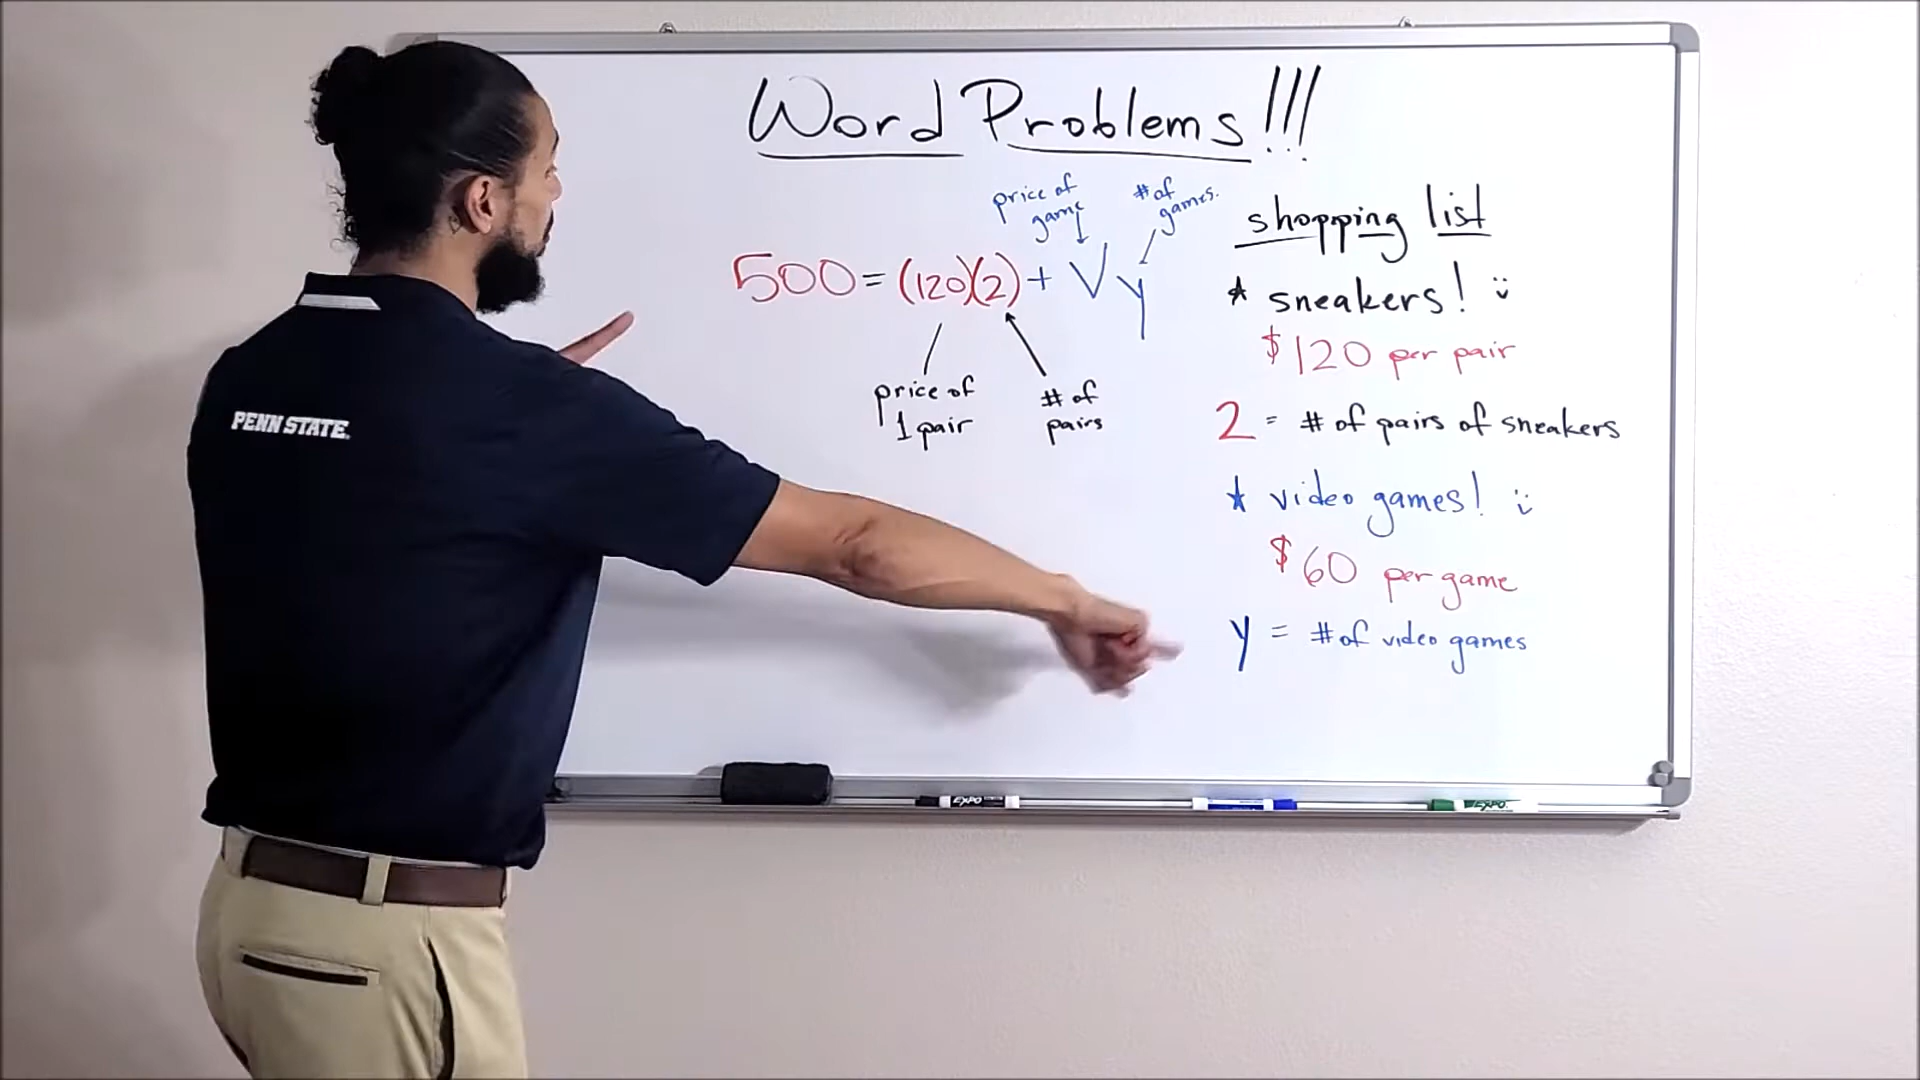 Word Problems!!!
price of
game
# of
games.
500 = (120)(2) + Vy
price of
1 pair
# of
pairs
shopping list
★ sneakers!
$120 per pair
2 = # of pairs of sneakers
★ video games!
$60 per game
y = # of video games
PENN STATE
EXPO
EXPO